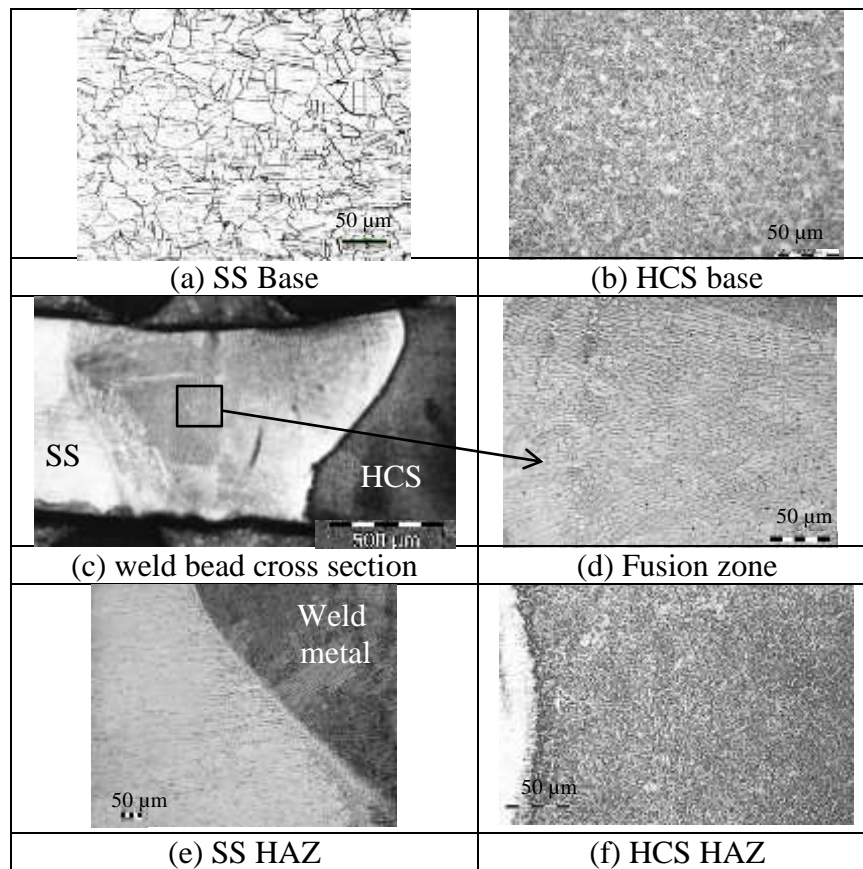 50 µm
50 µm
(a) SS Base
(b) HCS base
SS
HCS
500 µm
50 µm
(c) weld bead cross section
(d) Fusion zone
Weld
metal
50 µm
50 µm
(e) SS HAZ
(f) HCS HAZ